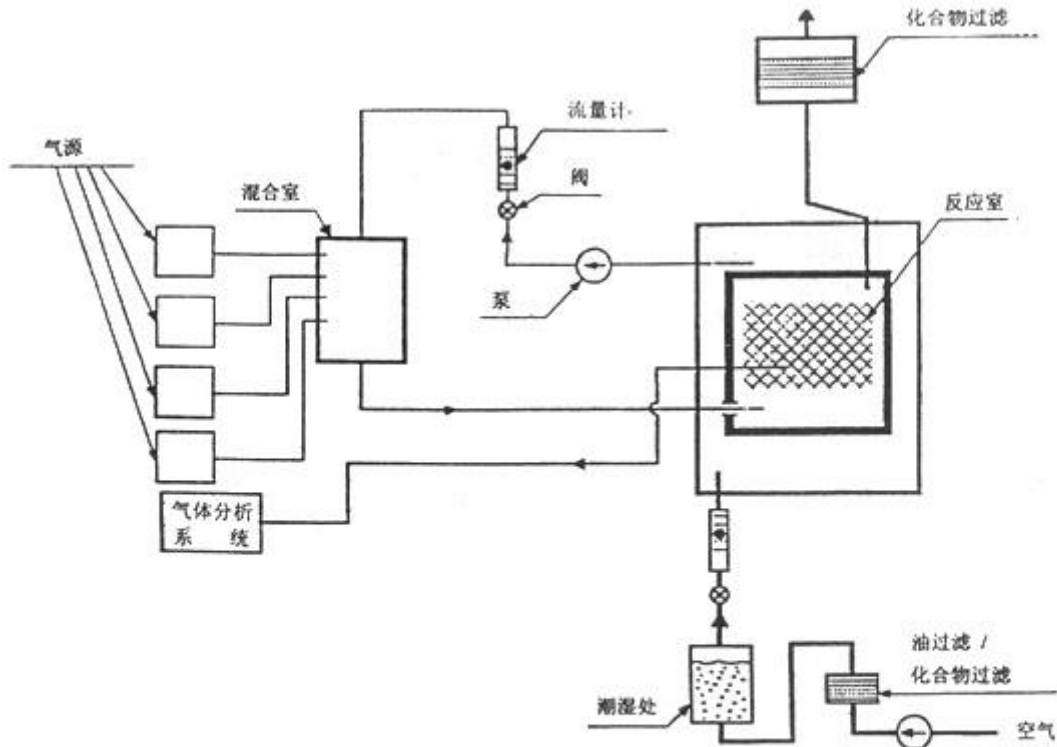 化合物过滤
流量计
气源
阀
混合室
反应室
泵
气体分析
系 统
油过滤 /
化合物过滤
潮湿处
空气